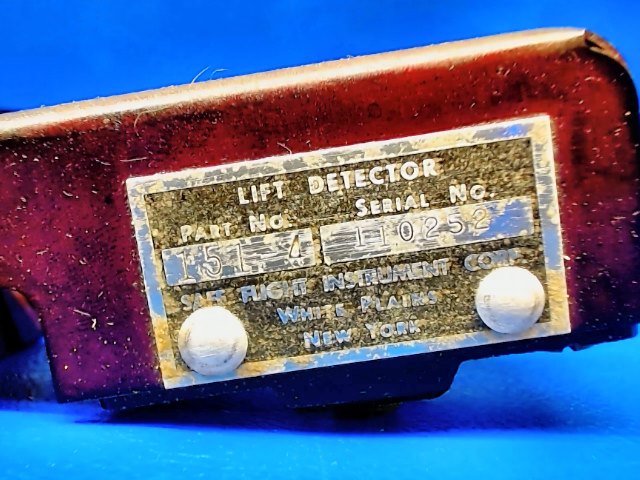 LIFT DETECTOR
PART NO. SERIAL NO.
151-4 110252
SAFE FLIGHT INSTRUMENT CORP.
WHITE PLAINS
NEW YORK